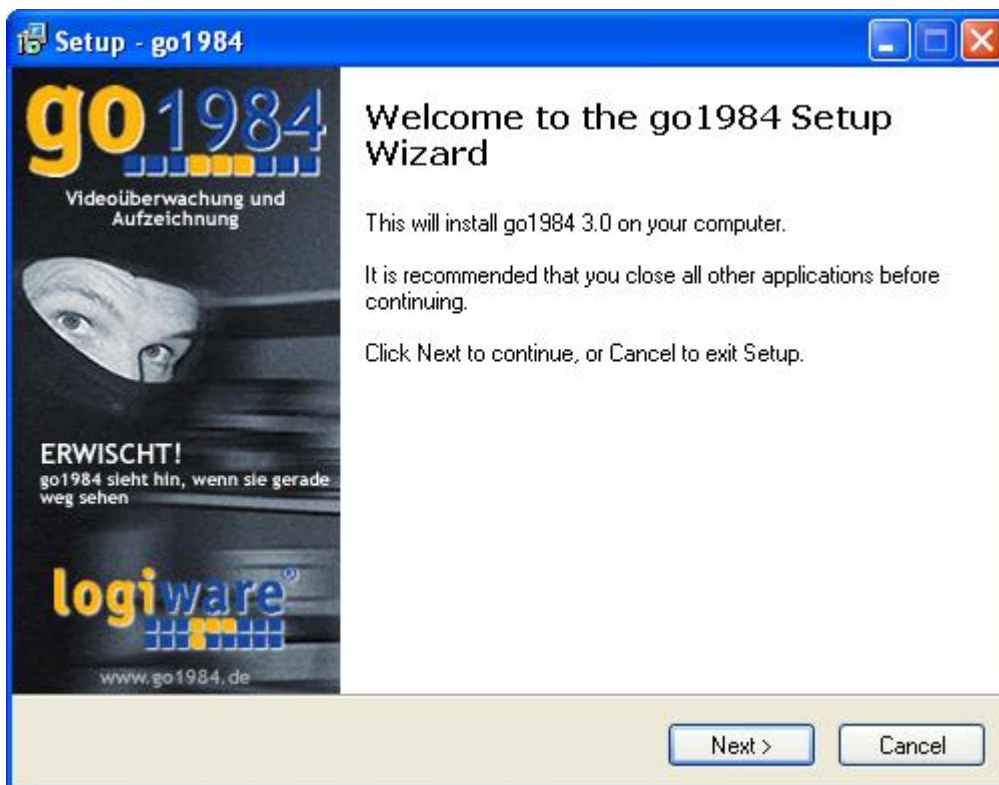 Setup - go1984
go1984
Videoüberwachung und
Aufzeichnung
ERWISCHT!
go1984 sieht hin, wenn sie gerade
weg sehen
logiware®
www.go1984.de
Welcome to the go1984 Setup
Wizard
This will install go1984 3.0 on your computer.
It is recommended that you close all other applications before
continuing.
Click Next to continue, or Cancel to exit Setup.
Next >
Cancel